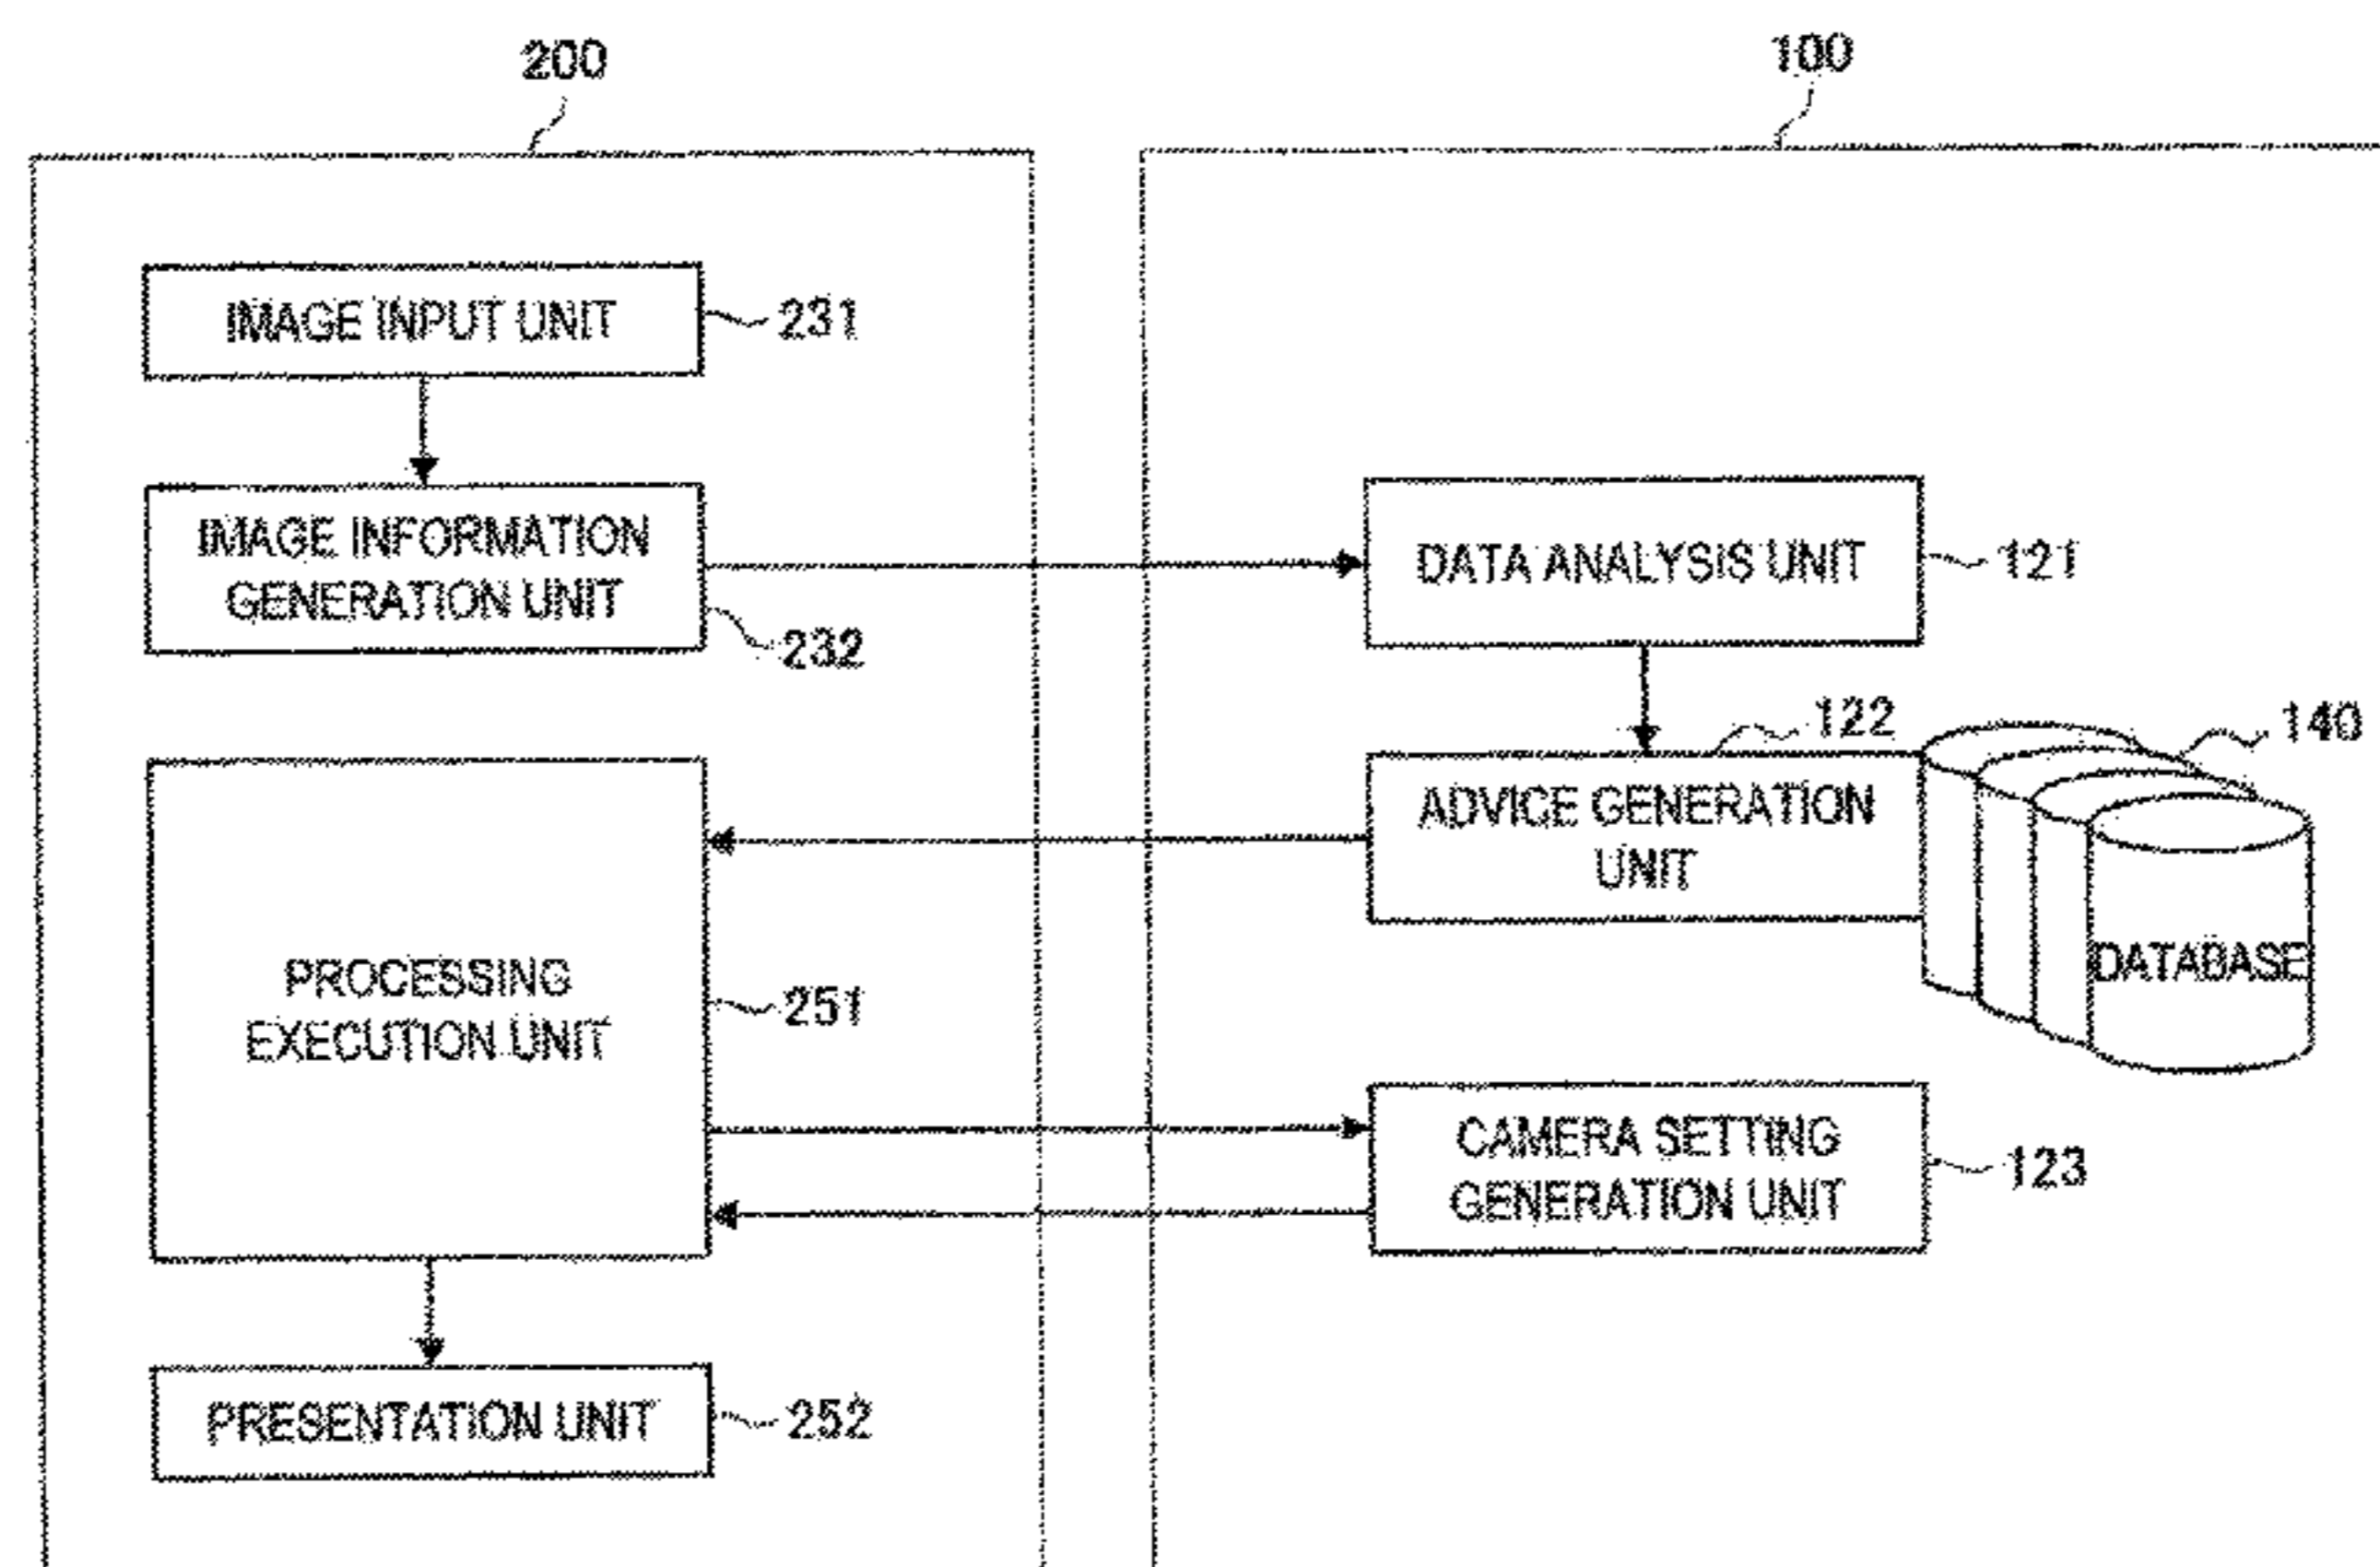 200
100
IMAGE INPUT UNIT
231
IMAGE INFORMATION
GENERATION UNIT
232
DATA ANALYSIS UNIT
121
122
140
ADVICE GENERATION
UNIT
DATABASE
PROCESSING
EXECUTION UNIT
251
CAMERA SETTING
GENERATION UNIT
123
PRESENTATION UNIT
252